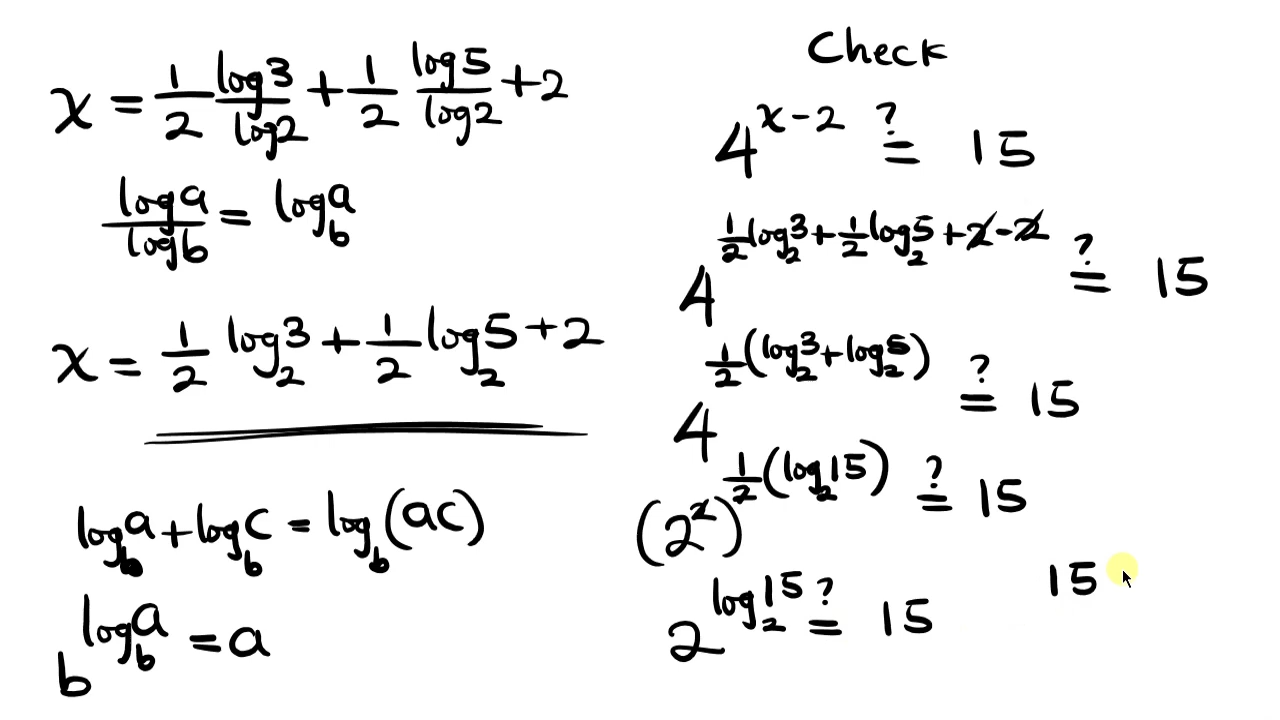 x = 1/2 log3/log2 + 1/2 log5/log2 + 2
loga/logb = log_b a
x = 1/2 log_2 3 + 1/2 log_2 5 + 2
log_b a + log_b c = log_b (ac)
b^(log_b a) = a
Check
4^(x-2) ?= 15
4^(1/2 log_2 3 + 1/2 log_2 5 + 2 - 2) ?= 15
4^(1/2 (log_2 3 + log_2 5)) ?= 15
(2^2)^(1/2 (log_2 15)) ?= 15
2^(log_2 15) ?= 15
15